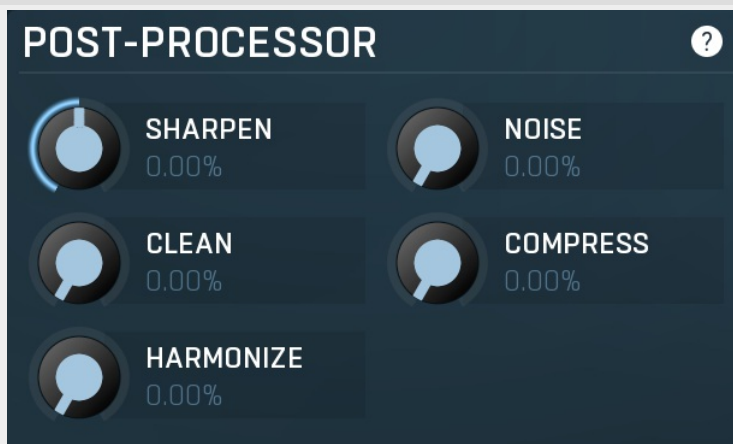 POST-PROCESSOR
?
SHARPEN
0.00%
NOISE
0.00%
CLEAN
0.00%
COMPRESS
0.00%
HARMONIZE
0.00%